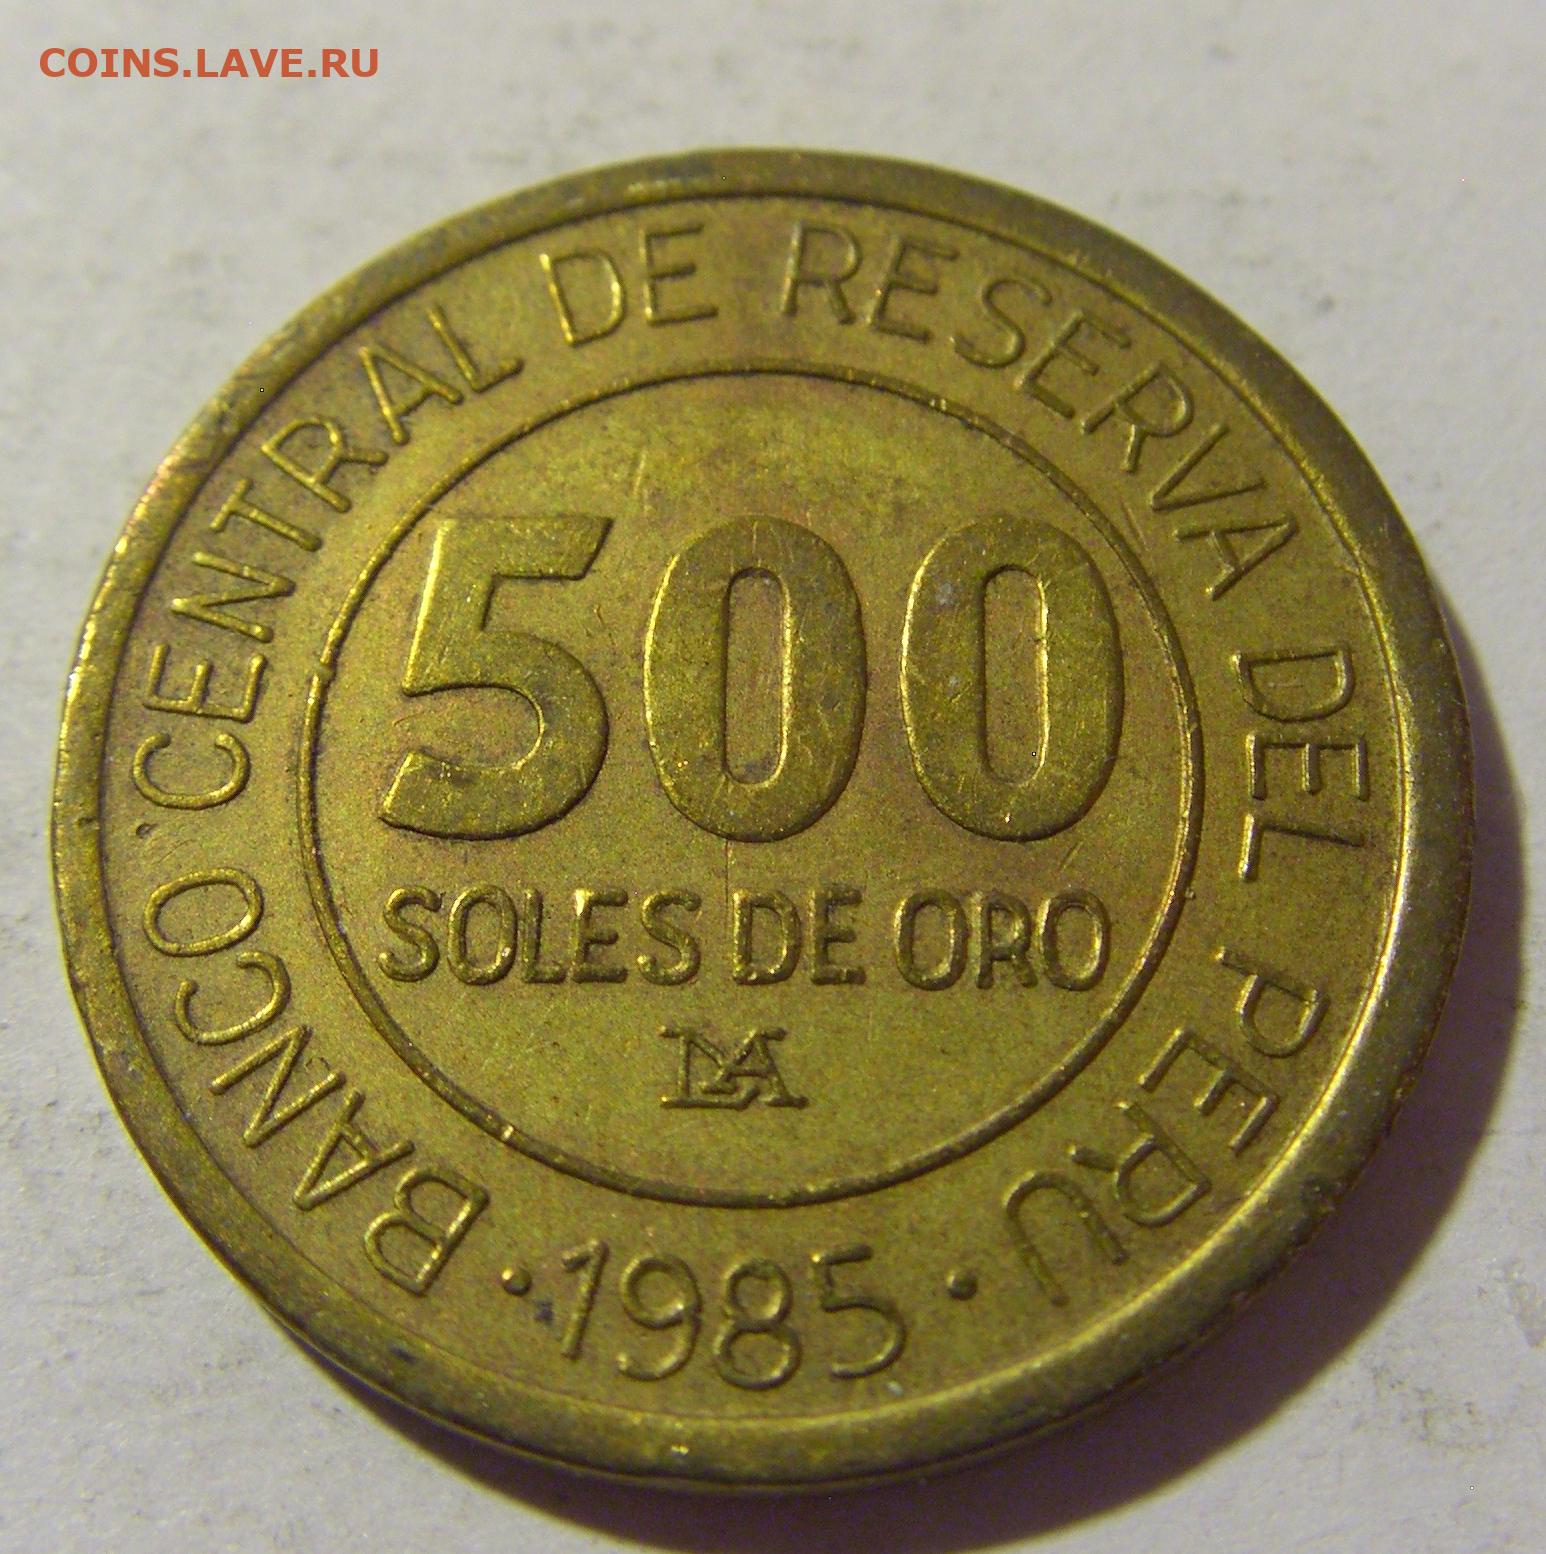 COINS.LAVE.RU
BANCO CENTRAL DE RESERVA DEL PERU
500
SOLES DE ORO
LMA
· 1985 ·